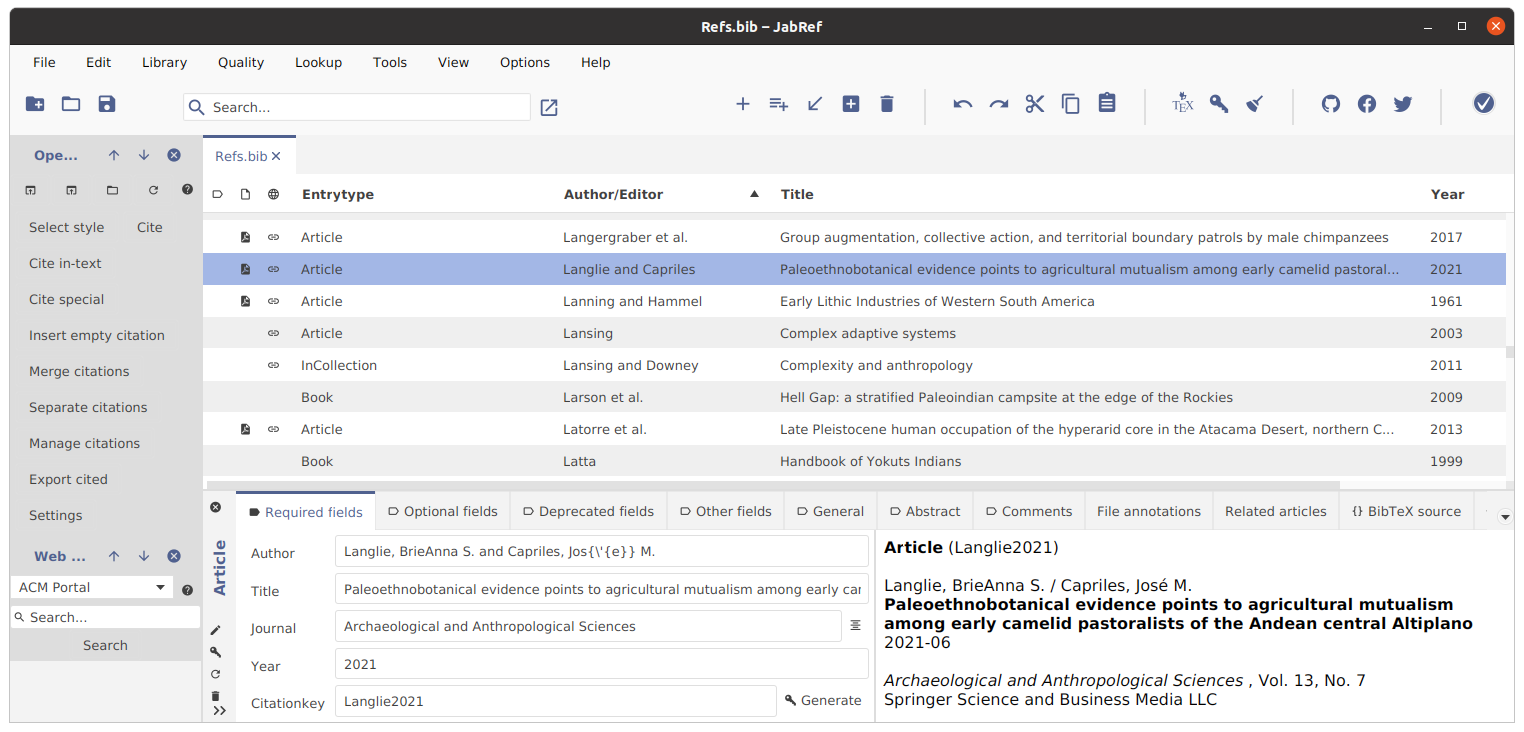 Refs.bib – JabRef
File Edit Library Quality Lookup Tools View Options Help
Search...
TEX
Ope...
Select style Cite
Cite in-text
Cite special
Insert empty citation
Merge citations
Separate citations
Manage citations
Export cited
Settings
Web ...
ACM Portal
Search...
Search
Refs.bib
Entrytype Author/Editor Title Year
Article Langergraber et al. Group augmentation, collective action, and territorial boundary patrols by male chimpanzees 2017
Article Langlie and Capriles Paleoethnobotanical evidence points to agricultural mutualism among early camelid pastoral... 2021
Article Lanning and Hammel Early Lithic Industries of Western South America 1961
Article Lansing Complex adaptive systems 2003
InCollection Lansing and Downey Complexity and anthropology 2011
Book Larson et al. Hell Gap: a stratified Paleoindian campsite at the edge of the Rockies 2009
Article Latorre et al. Late Pleistocene human occupation of the hyperarid core in the Atacama Desert, northern C... 2013
Book Latta Handbook of Yokuts Indians 1999
Required fields Optional fields Deprecated fields Other fields General Abstract Comments File annotations Related articles {} BibTeX source
Article
Author Langlie, BrieAnna S. and Capriles, Jos{\'{e}} M.
Title Paleoethnobotanical evidence points to agricultural mutualism among early car
Journal Archaeological and Anthropological Sciences
Year 2021
Citationkey Langlie2021 Generate
Article (Langlie2021)
Langlie, BrieAnna S. / Capriles, José M.
Paleoethnobotanical evidence points to agricultural mutualism
among early camelid pastoralists of the Andean central Altiplano
2021-06
Archaeological and Anthropological Sciences , Vol. 13, No. 7
Springer Science and Business Media LLC